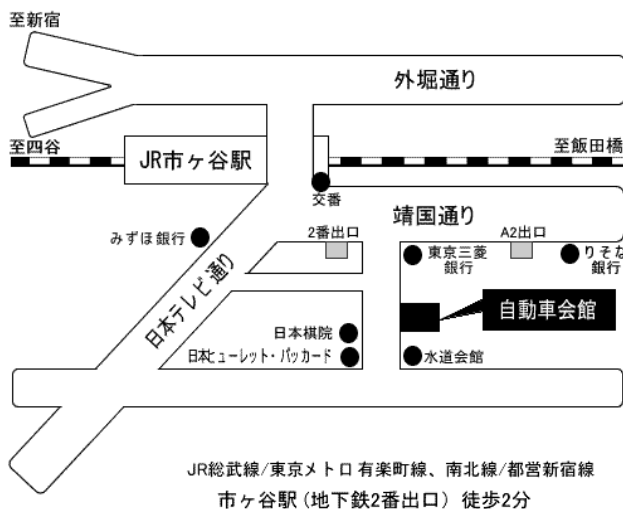 至新宿
外堀通り
至四谷
JR市ヶ谷駅
至飯田橋
交番
靖国通り
みずほ銀行
2番出口
A2出口
東京三菱
銀行
りそな
銀行
日本テレビ通り
自動車会館
日本棋院
日本ヒューレット・パッカード
水道会館
JR総武線/東京メトロ 有楽町線、南北線/都営新宿線
市ヶ谷駅 (地下鉄2番出口) 徒歩2分